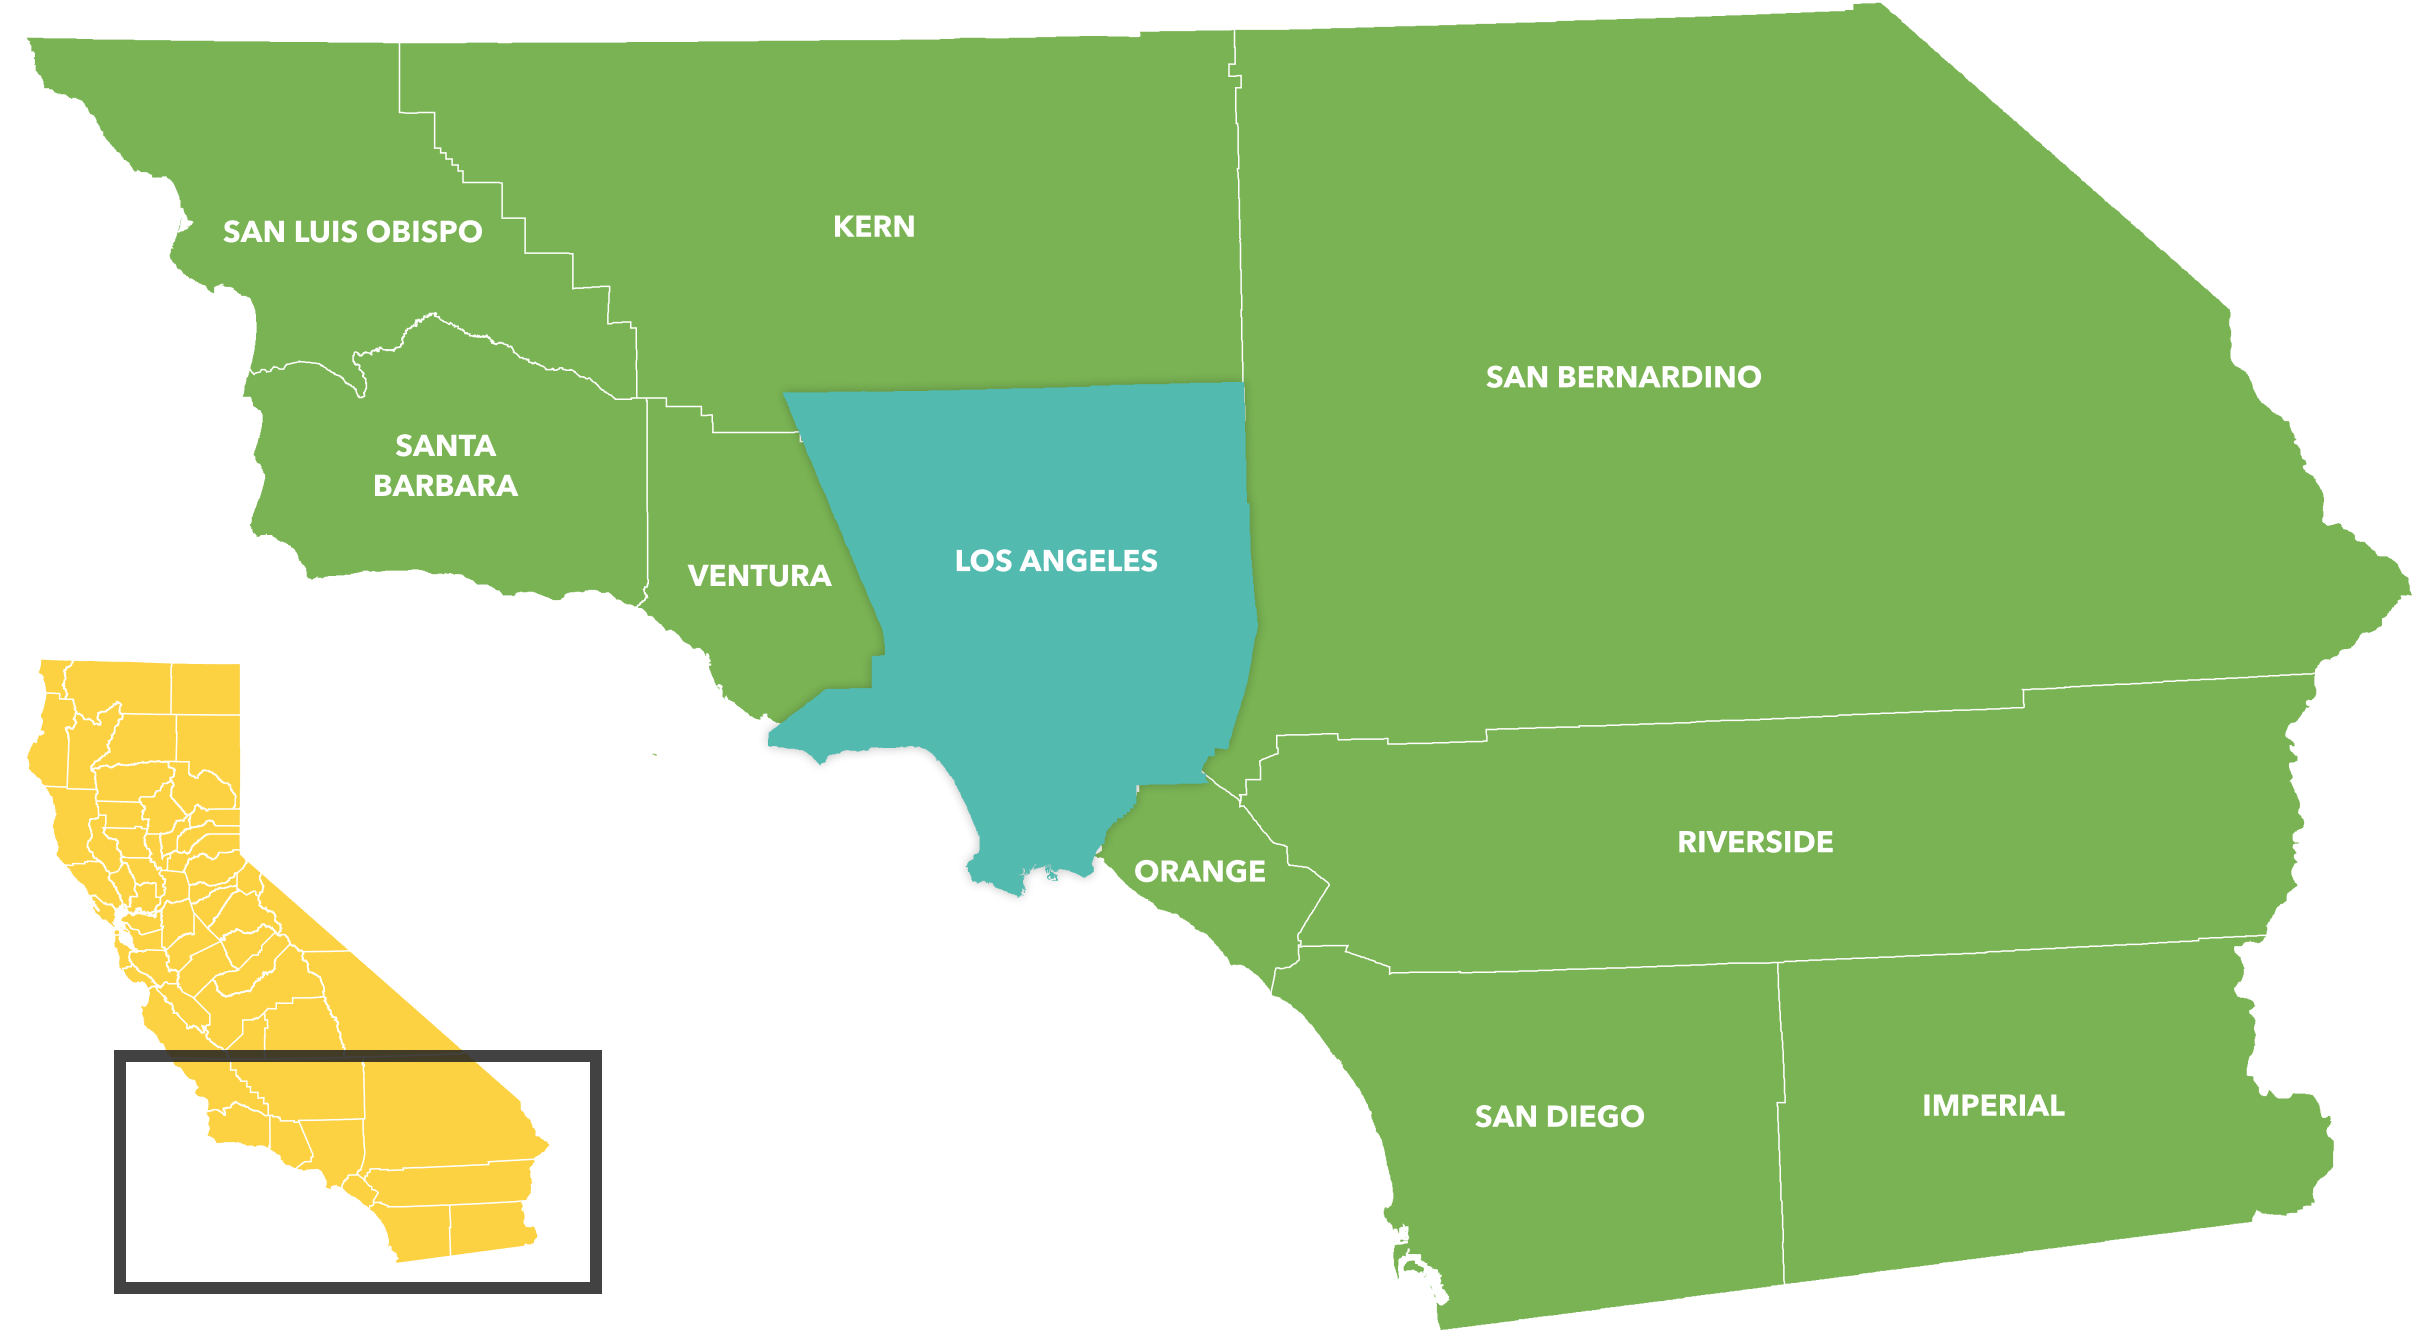 SAN LUIS OBISPO
KERN
SAN BERNARDINO
SANTA
BARBARA
VENTURA
LOS ANGELES
ORANGE
RIVERSIDE
SAN DIEGO
IMPERIAL